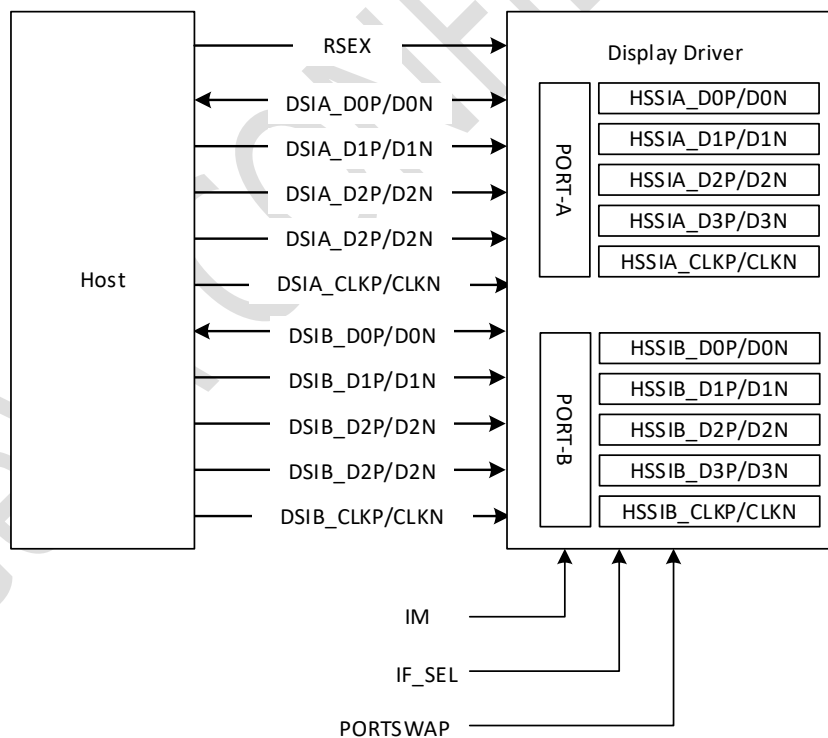 RSEX
Display Driver
DSIA_D0P/D0N
DSIA_D1P/D1N
DSIA_D2P/D2N
DSIA_D2P/D2N
DSIA_CLKP/CLKN
Host
DSIB_D0P/D0N
DSIB_D1P/D1N
DSIB_D2P/D2N
DSIB_D2P/D2N
DSIB_CLKP/CLKN
PORT-A
HSSIA_D0P/D0N
HSSIA_D1P/D1N
HSSIA_D2P/D2N
HSSIA_D3P/D3N
HSSIA_CLKP/CLKN
PORT-B
HSSIB_D0P/D0N
HSSIB_D1P/D1N
HSSIB_D2P/D2N
HSSIB_D3P/D3N
HSSIB_CLKP/CLKN
IM
IF_SEL
PORTSWAP